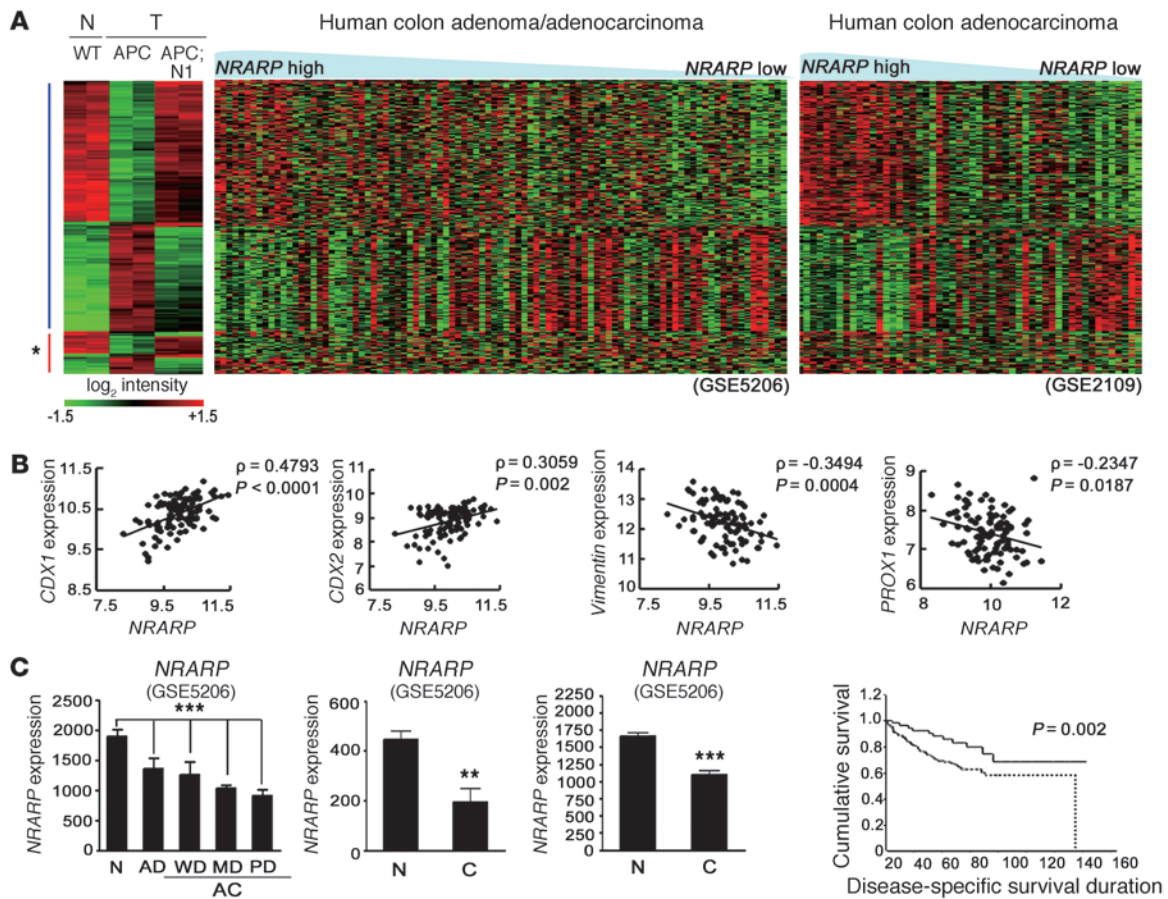 A
N
T
Human colon adenoma/adenocarcinoma
Human colon adenocarcinoma
WT
APC
APC;
N1
NRARP high
NRARP low
NRARP high
NRARP low
*
log2 intensity
-1.5
+1.5
(GSE5206)
(GSE2109)
B
CDX1 expression
11.5
10.5
9.5
8.5
7.5
9.5
11.5
NRARP
ρ = 0.4793
P < 0.0001
CDX2 expression
10
9
8
7
6
7.5
9.5
11.5
NRARP
ρ = 0.3059
P = 0.002
Vimentin expression
14
13
12
11
10
7.5
9.5
11.5
NRARP
ρ = -0.3494
P = 0.0004
PROX1 expression
9
8
7
6
8
10
12
NRARP
ρ = -0.2347
P = 0.0187
C
NRARP
(GSE5206)
NRARP expression
2500
2000
1500
1000
500
0
***
N
AD
WD
MD
PD
AC
NRARP
(GSE5206)
NRARP expression
600
400
200
0
**
N
C
NRARP
(GSE5206)
NRARP expression
2250
2000
1750
1500
1250
1000
750
500
250
0
***
N
C
Cumulative survival
1.2
1.0
0.8
0.6
0.4
0.2
0
P = 0.002
20
40
60
80
100
120
140
160
Disease-specific survival duration